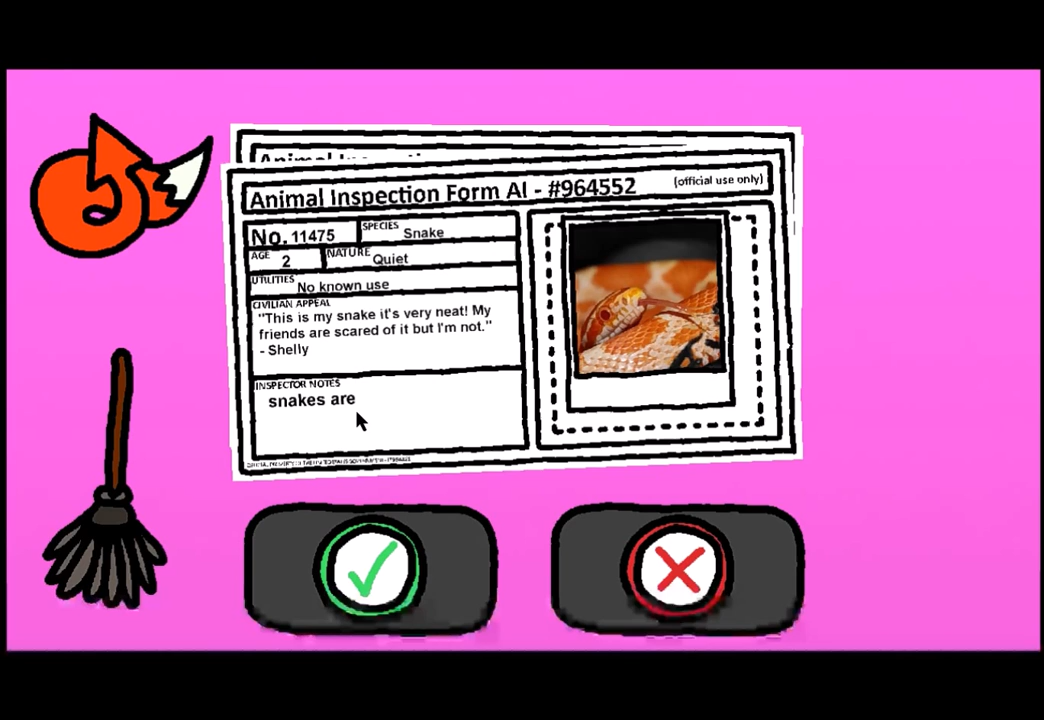 Animal Inspection Form AI - #964552
(official use only)
No. 11475
SPECIES Snake
AGE 2
NATURE Quiet
UTILITIES No known use
CIVILIAN APPEAL
"This is my snake it's very neat! My
friends are scared of it but I'm not."
- Shelly
INSPECTOR NOTES
snakes are